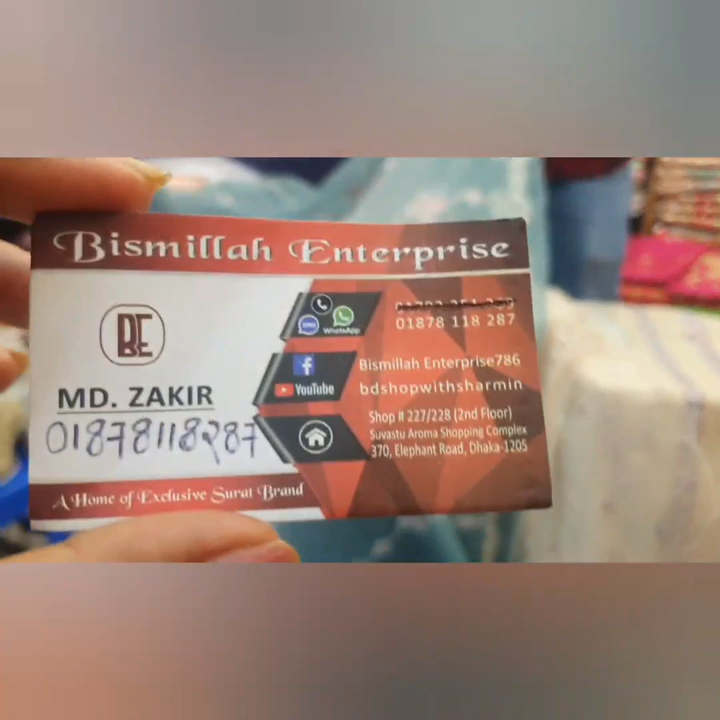 Bismillah Enterprise
BE
MD. ZAKIR
01878118287
A Home of Exclusive Surat Brand
WhatsApp
01878 118 287
YouTube
Bismillah Enterprise786
bdshopwithsharmin
Shop # 227/228 (2nd Floor)
Suvastu Aroma Shopping Complex
370, Elephant Road, Dhaka-1205